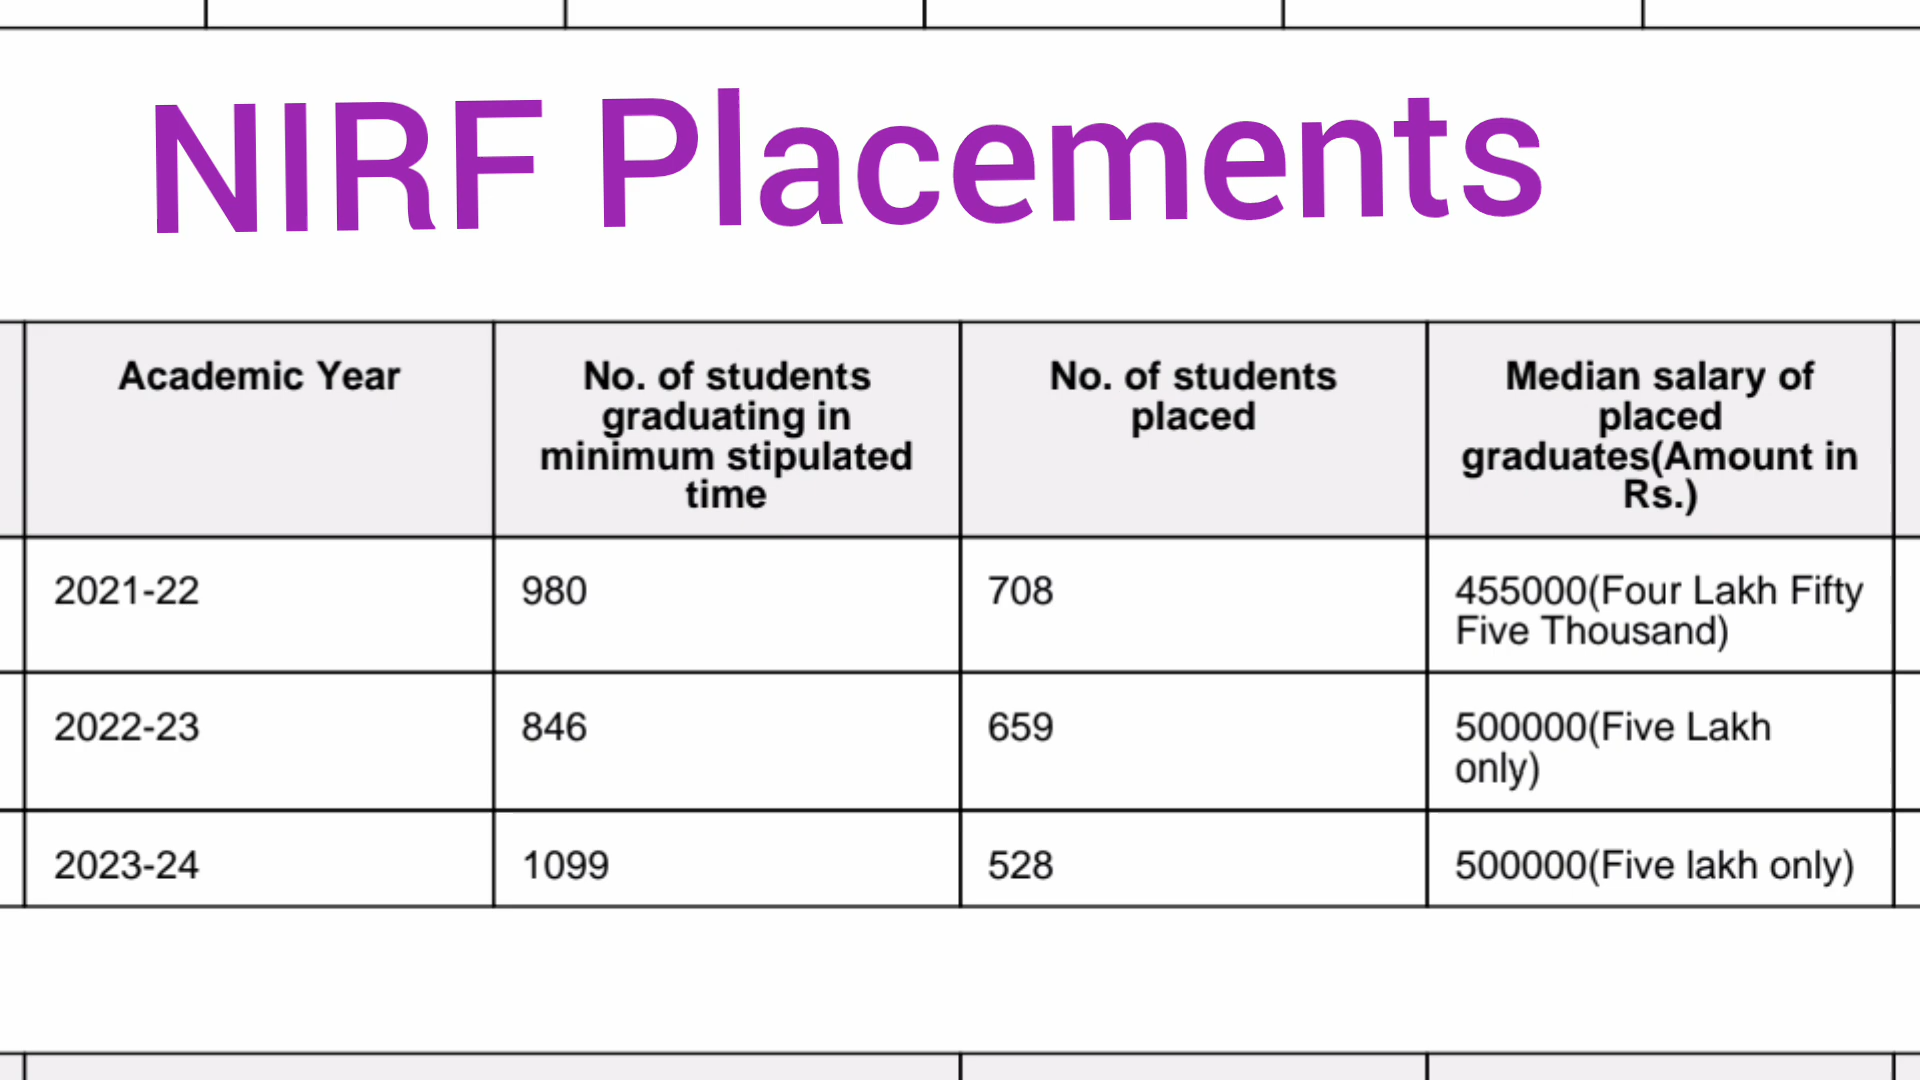 NIRF Placements
Academic Year
No. of students
graduating in
minimum stipulated
time
No. of students
placed
Median salary of
placed
graduates(Amount in
Rs.)
2021-22
980
708
455000(Four Lakh Fifty
Five Thousand)
2022-23
846
659
500000(Five Lakh
only)
2023-24
1099
528
500000(Five lakh only)